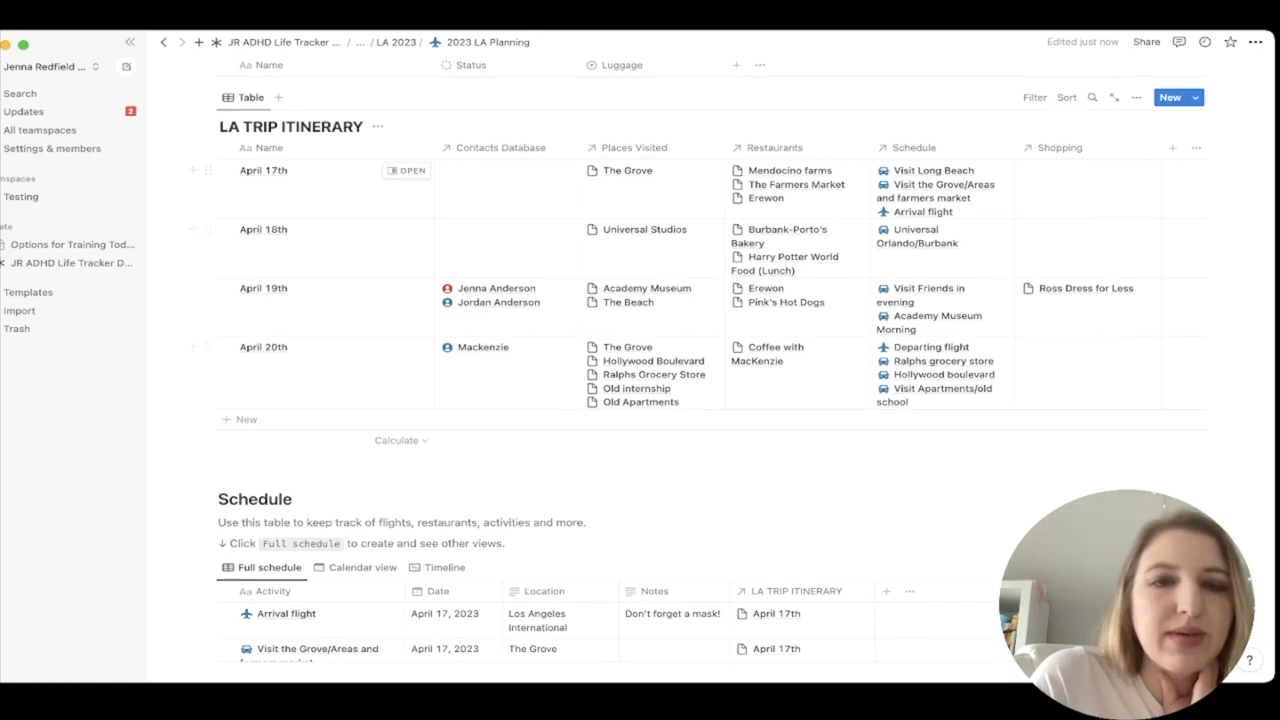 JR ADHD Life Tracker ... / ... / LA 2023 / 2023 LA Planning
Edited just now Share
Jenna Redfield ...
Search
Updates 2
All teamspaces
Settings & members
mspaces
Testing
ate
Options for Training Tod...
JR ADHD Life Tracker D...
Templates
Import
Trash
Aa Name Status Luggage
Table
Filter Sort New
LA TRIP ITINERARY
Aa Name Contacts Database Places Visited Restaurants Schedule Shopping
April 17th OPEN The Grove Mendocino farms Visit Long Beach
The Farmers Market Visit the Grove/Areas
Erewon and farmers market
Arrival flight
April 18th Universal Studios Burbank-Porto's Universal
Bakery Orlando/Burbank
Harry Potter World
Food (Lunch)
April 19th Jenna Anderson Academy Museum Erewon Visit Friends in Ross Dress for Less
Jordan Anderson The Beach Pink's Hot Dogs evening
Academy Museum
Morning
April 20th Mackenzie The Grove Coffee with Departing flight
Hollywood Boulevard MacKenzie Ralphs grocery store
Ralphs Grocery Store Hollywood boulevard
Old internship Visit Apartments/old
Old Apartments school
+ New
Calculate
Schedule
Use this table to keep track of flights, restaurants, activities and more.
↓ Click Full schedule to create and see other views.
Full schedule Calendar view Timeline
Aa Activity Date Location Notes LA TRIP ITINERARY
Arrival flight April 17, 2023 Los Angeles Don't forget a mask! April 17th
International
Visit the Grove/Areas and April 17, 2023 The Grove April 17th
?